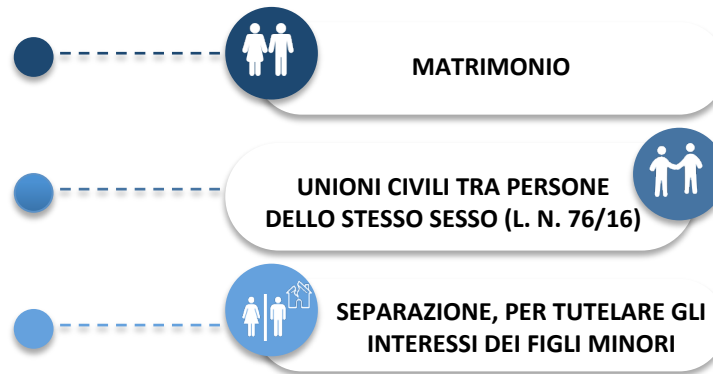 MATRIMONIO
UNIONI CIVILI TRA PERSONE
DELLO STESSO SESSO (L. N. 76/16)
SEPARAZIONE, PER TUTELARE GLI
INTERESSI DEI FIGLI MINORI